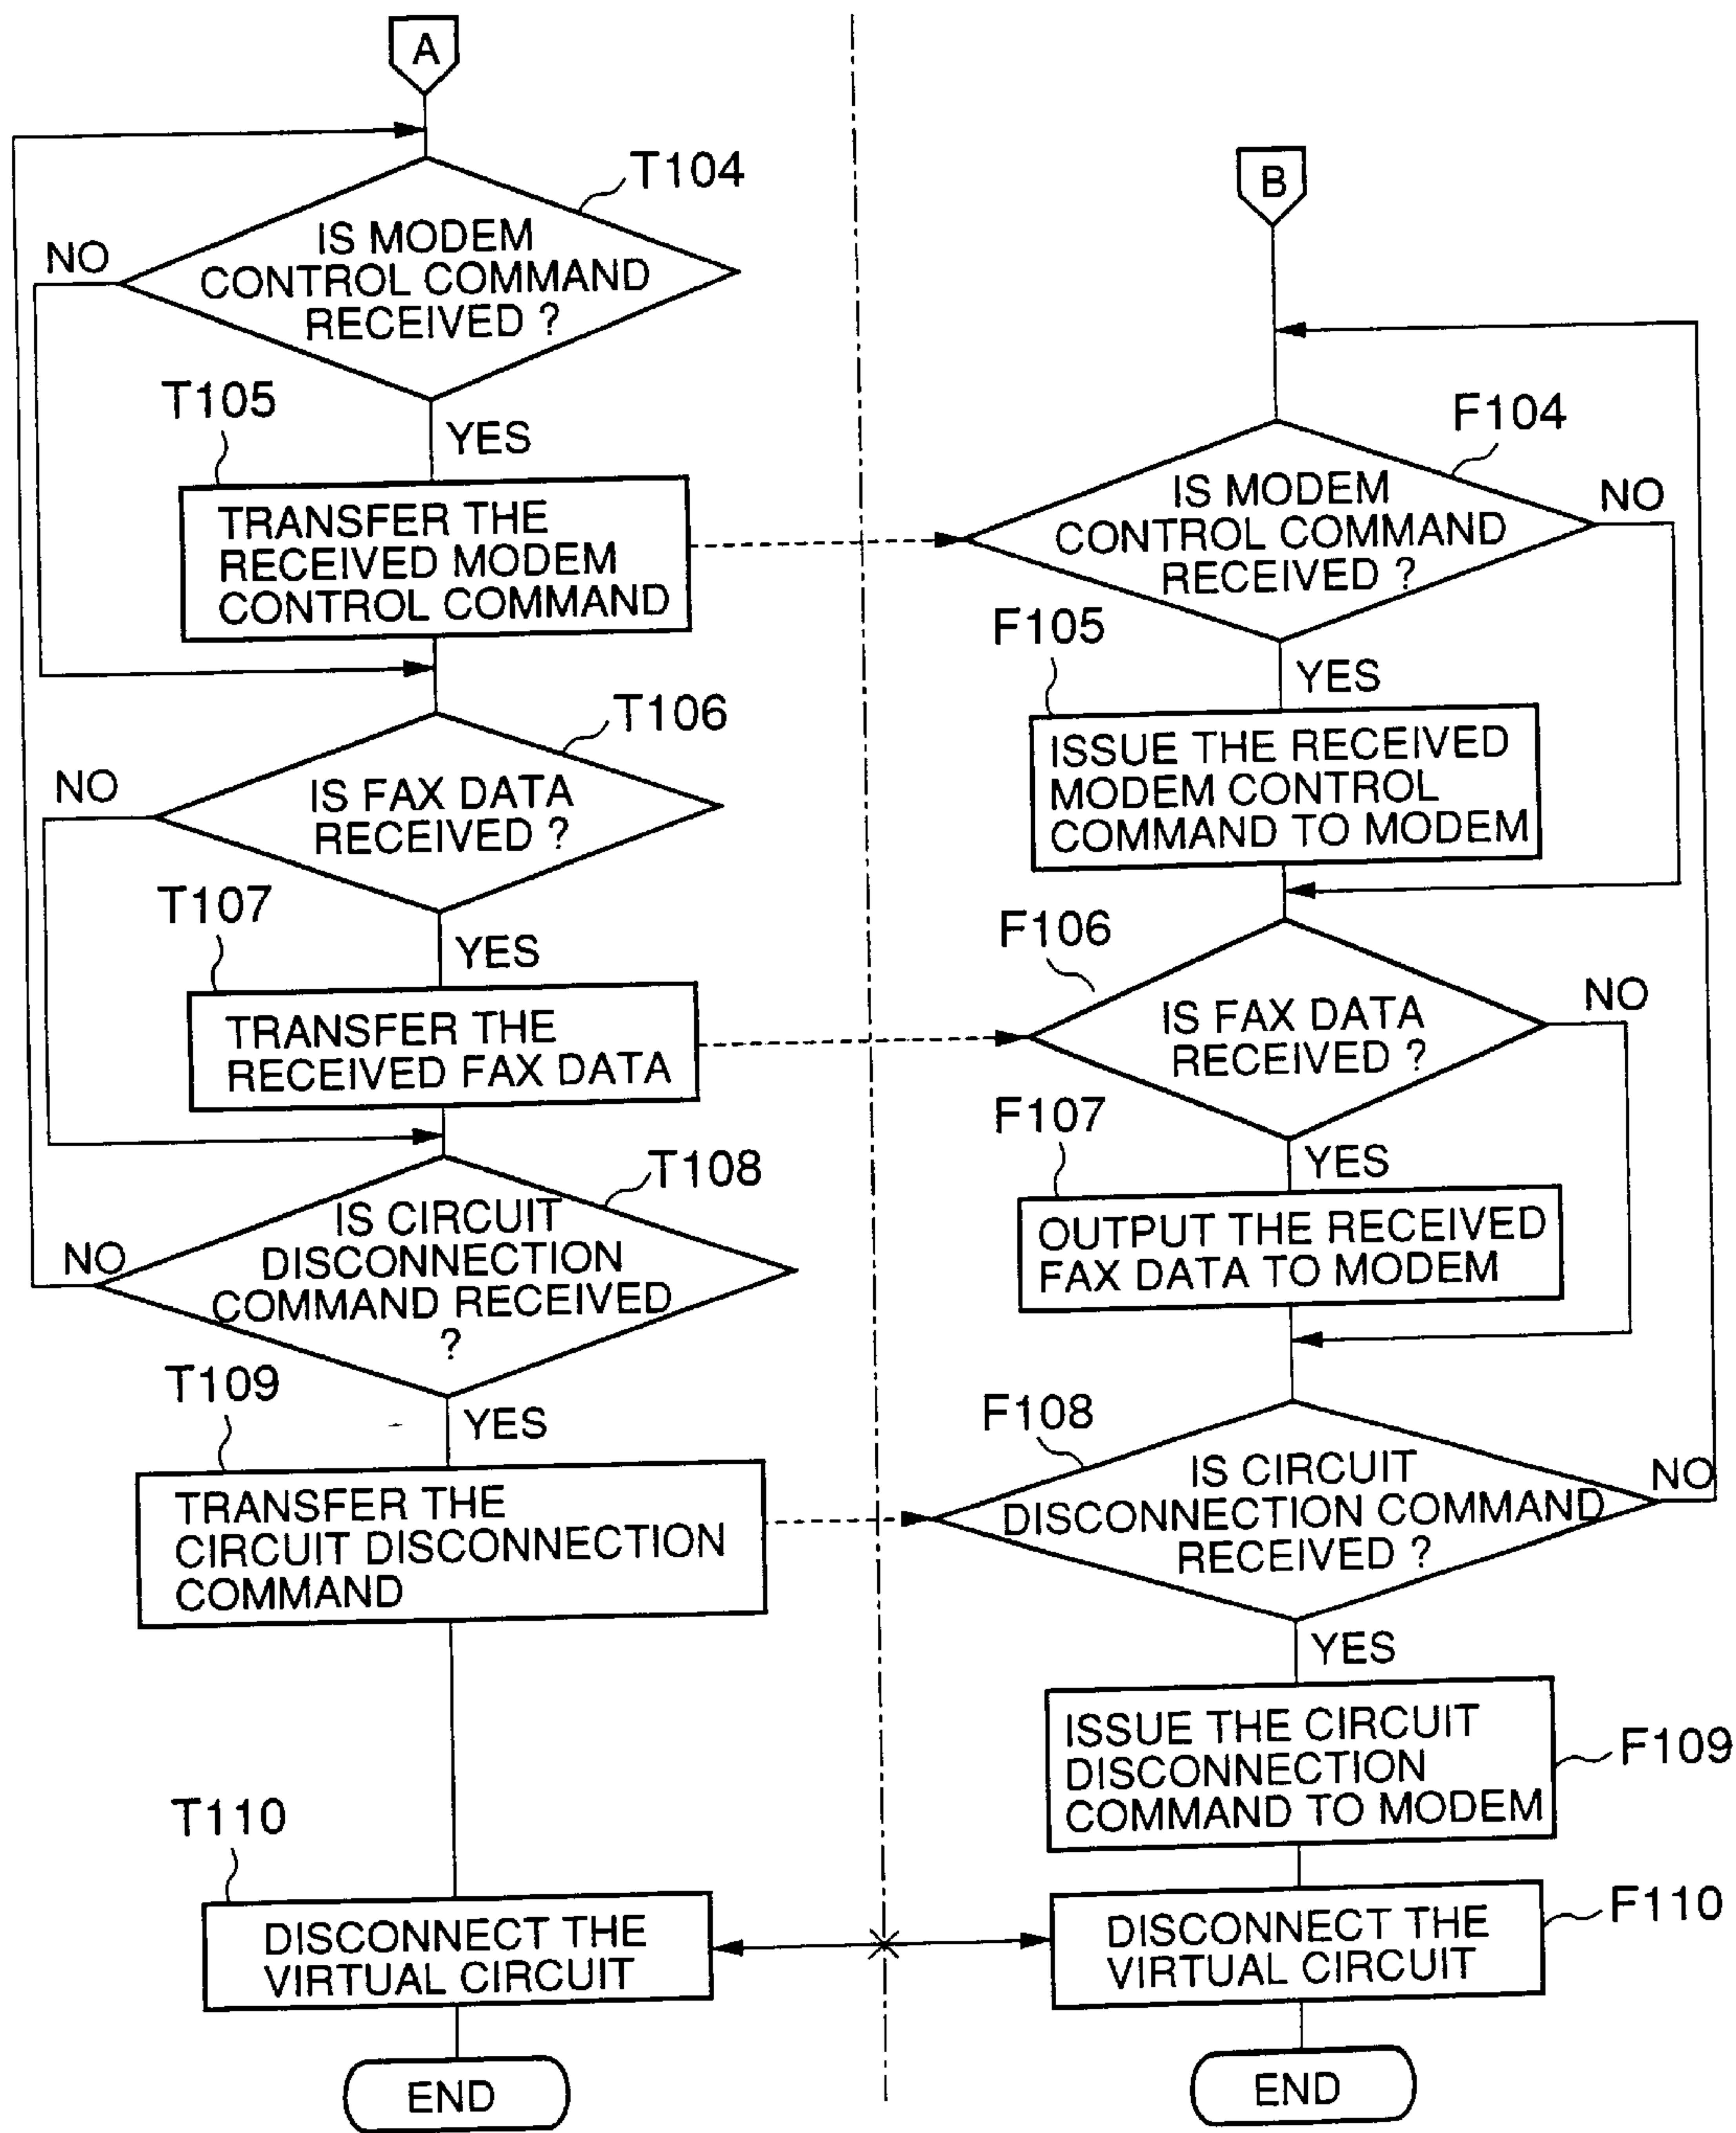 A
T104
IS MODEM
CONTROL COMMAND
RECEIVED ?
NO
T105
YES
TRANSFER THE
RECEIVED MODEM
CONTROL COMMAND
T106
NO
IS FAX DATA
RECEIVED ?
T107
YES
TRANSFER THE
RECEIVED FAX DATA
T108
IS CIRCUIT
DISCONNECTION
COMMAND RECEIVED
?
NO
T109
YES
TRANSFER THE
CIRCUIT DISCONNECTION
COMMAND
T110
DISCONNECT THE
VIRTUAL CIRCUIT
END
B
F104
IS MODEM
CONTROL COMMAND
RECEIVED ?
NO
F105
YES
ISSUE THE RECEIVED
MODEM CONTROL
COMMAND TO MODEM
F106
NO
IS FAX DATA
RECEIVED ?
F107
YES
OUTPUT THE RECEIVED
FAX DATA TO MODEM
F108
IS CIRCUIT
DISCONNECTION COMMAND
RECEIVED ?
NO
YES
ISSUE THE CIRCUIT
DISCONNECTION
COMMAND TO MODEM
F109
DISCONNECT THE
VIRTUAL CIRCUIT
F110
END